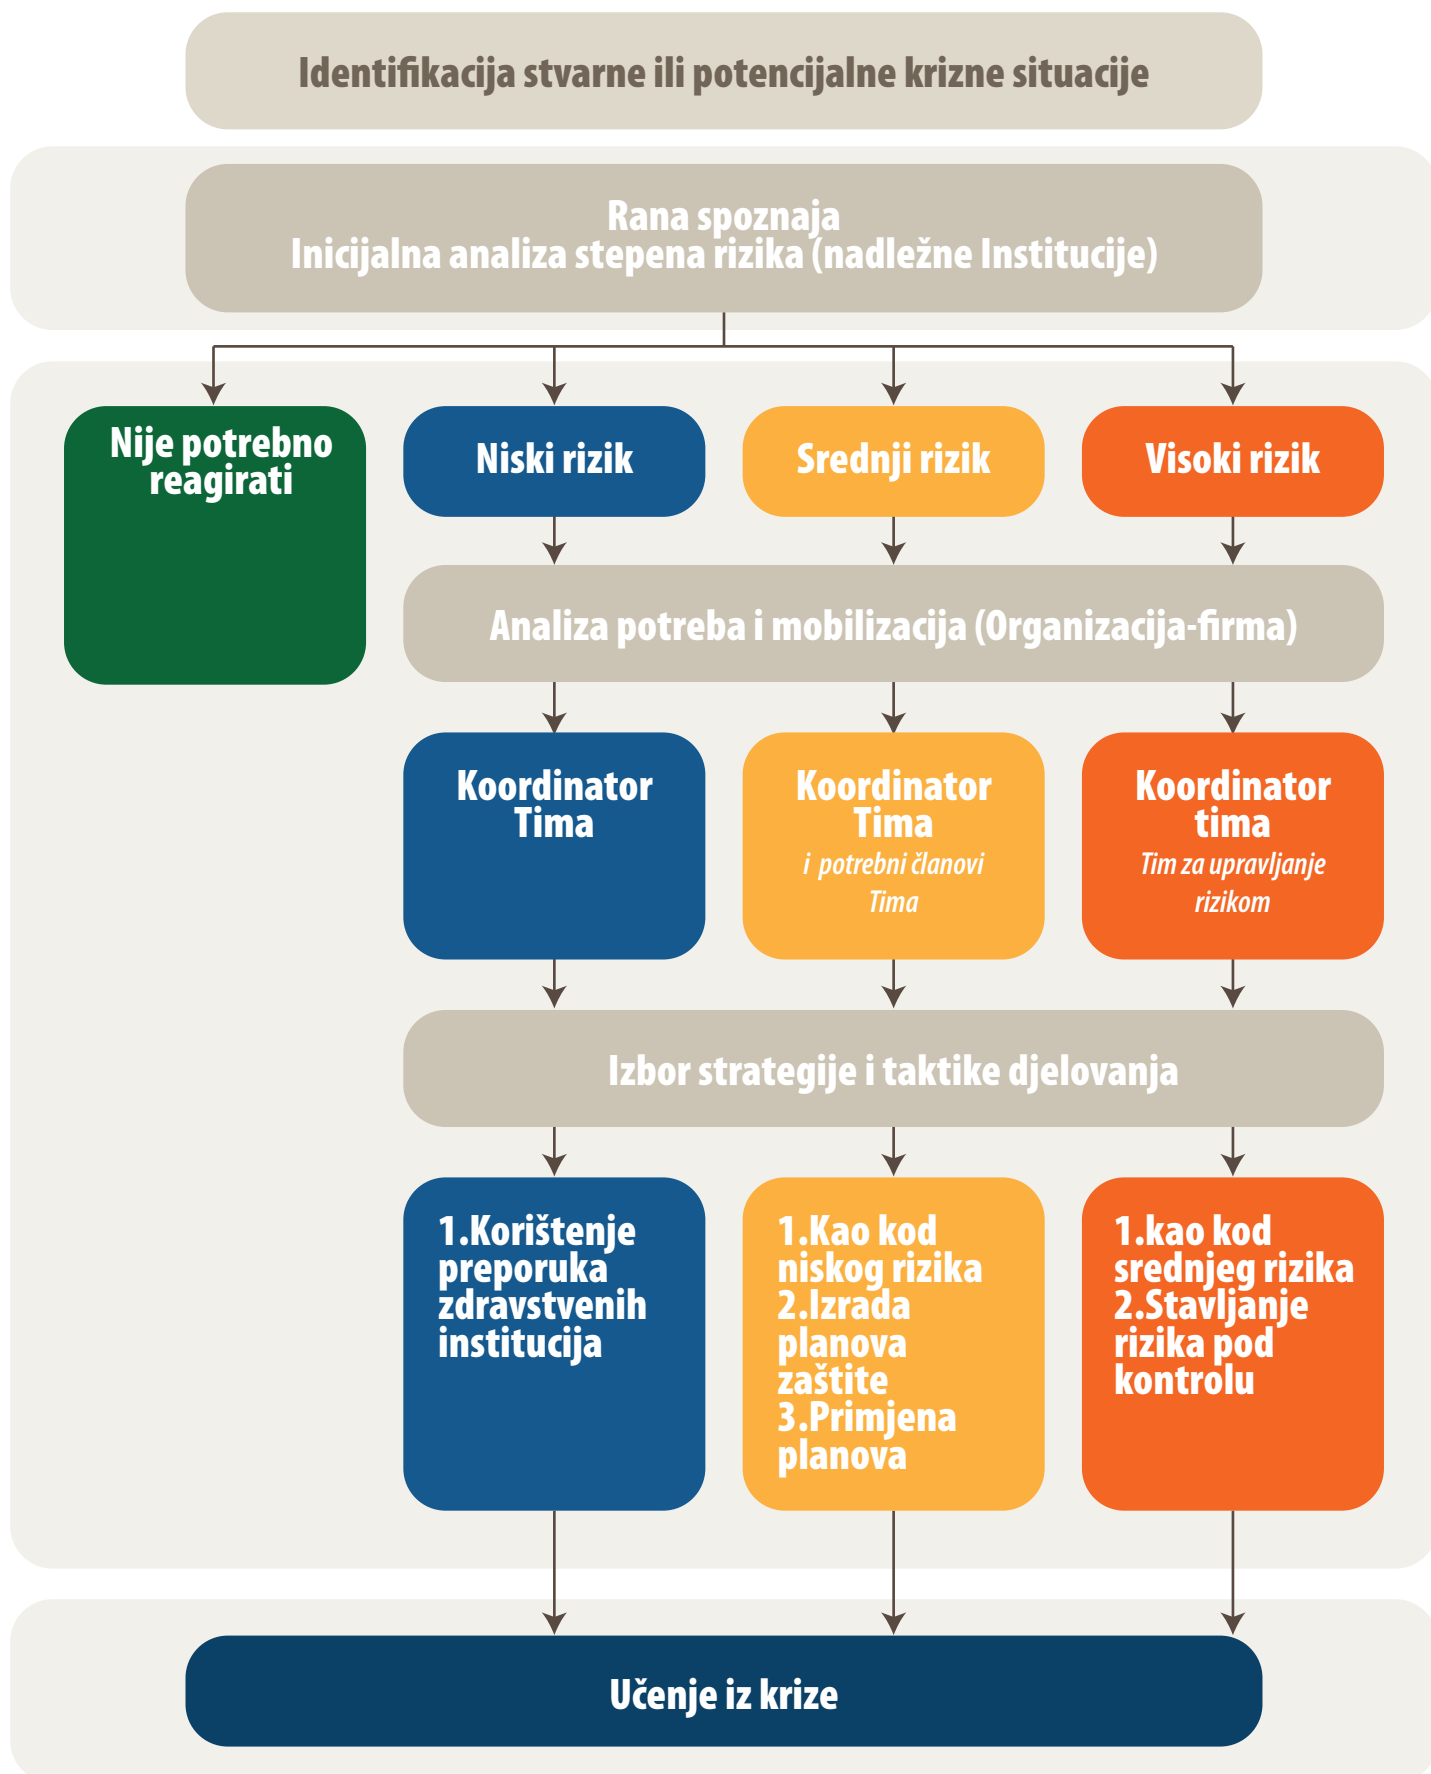 Identifikacija stvarne ili potencijalne krizne situacije
Rana spoznaja
Inicijalna analiza stepena rizika (nadležne Institucije)
Nije potrebno
reagirati
Niski rizik
Srednji rizik
Visoki rizik
Analiza potreba i mobilizacija (Organizacija-firma)
Koordinator
Tima
Koordinator
Tima
i potrebni članovi
Tima
Koordinator
tima
Tim za upravljanje
rizikom
Izbor strategije i taktike djelovanja
1.Korištenje
preporuka
zdravstvenih
institucija
1.Kao kod
niskog rizika
2.Izrada
planova
zaštite
3.Primjena
planova
1.kao kod
srednjeg rizika
2.Stavljanje
rizika pod
kontrolu
Učenje iz krize